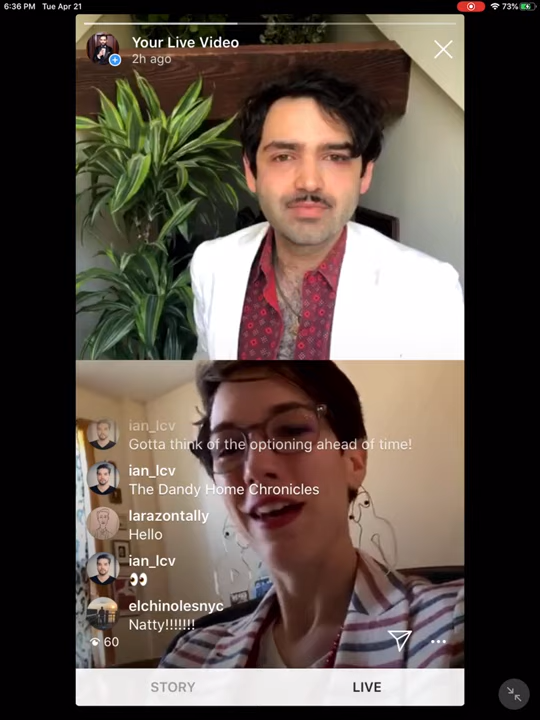 6:36 PM Tue Apr 21
73%
Your Live Video
2h ago
ian_lcv
Gotta think of the optioning ahead of time!
ian_lcv
The Dandy Home Chronicles
larazontally
Hello
ian_lcv
👀
elchinolesnyc
Natty!!!!!!!
60
STORY
LIVE